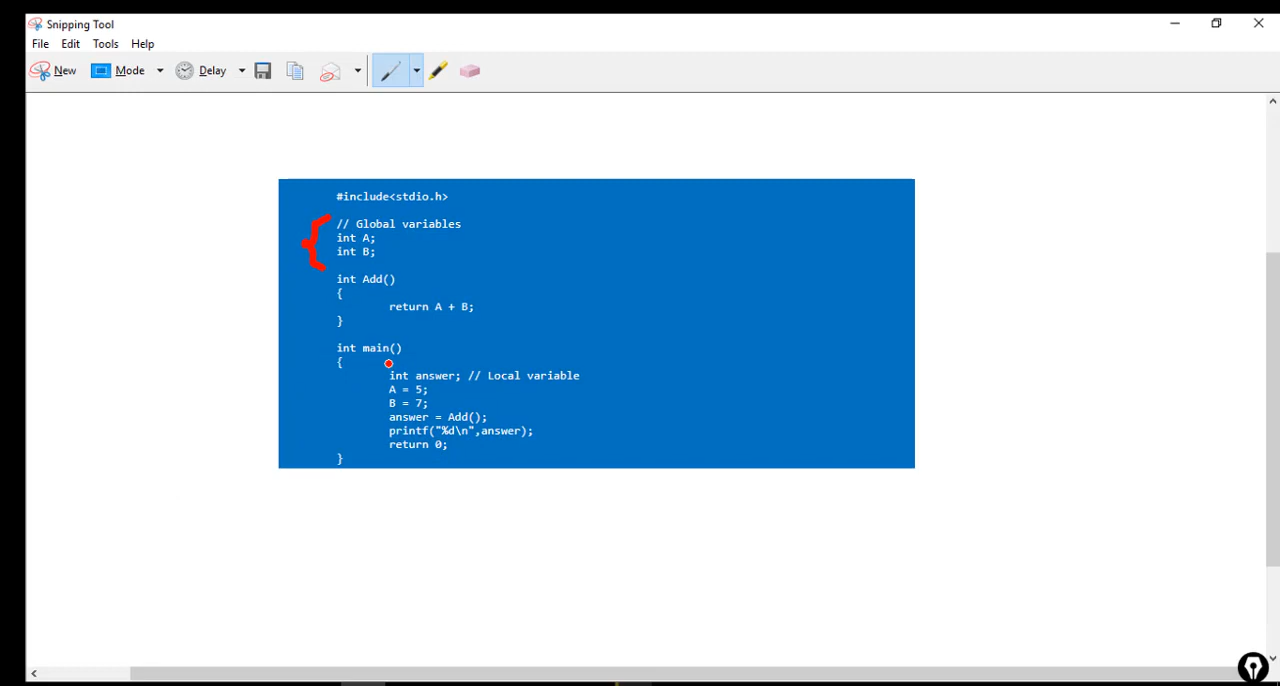 Snipping Tool
File Edit Tools Help
New Mode Delay
#include<stdio.h>
// Global variables
int A;
int B;
int Add()
{
return A + B;
}
int main()
{
int answer; // Local variable
A = 5;
B = 7;
answer = Add();
printf("%d\n",answer);
return 0;
}